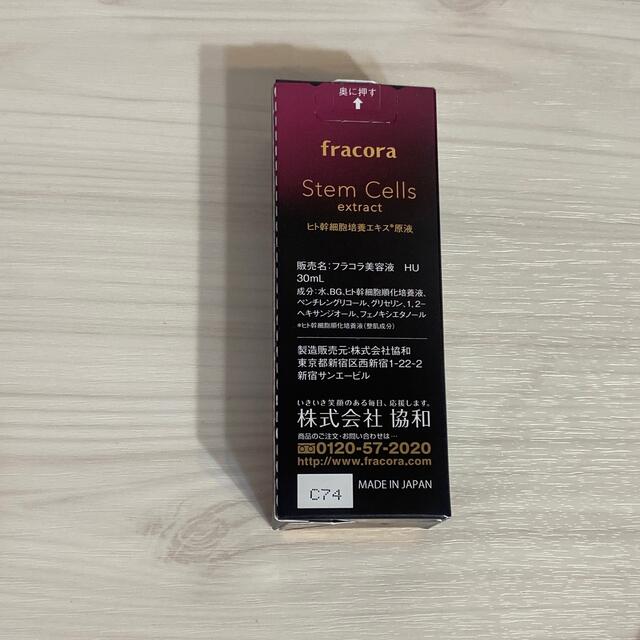 奥に押す
fracora
Stem Cells
extract
ヒト幹細胞培養エキス*原液
販売名:フラコラ美容液 HU
30mL
成分:水、BG、ヒト幹細胞順化培養液、
ペンチレングリコール、グリセリン、1,2-
ヘキサンジオール、フェノキシエタノール
*ヒト幹細胞順化培養液(整肌成分)
製造販売元:株式会社協和
東京都新宿区西新宿1-22-2
新宿サンエービル
いきいき笑顔のある毎日、応援します。
株式会社 協和
商品のご注文・お問い合わせは…
0120-57-2020
http://www.fracora.com
C74
MADE IN JAPAN